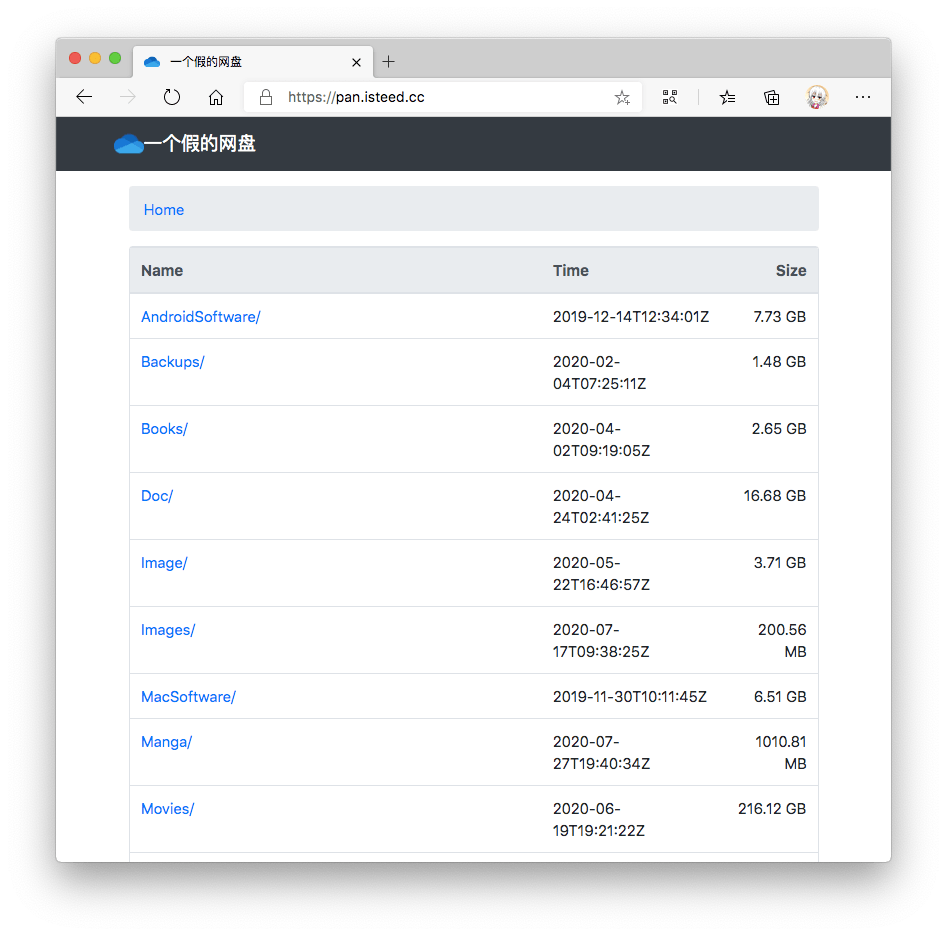 一个假的网盘
https://pan.isteed.cc
一个假的网盘
Home
Name Time Size
AndroidSoftware/ 2019-12-14T12:34:01Z 7.73 GB
Backups/ 2020-02-
04T07:25:11Z 1.48 GB
Books/ 2020-04-
02T09:19:05Z 2.65 GB
Doc/ 2020-04-
24T02:41:25Z 16.68 GB
Image/ 2020-05-
22T16:46:57Z 3.71 GB
Images/ 2020-07- 200.56
17T09:38:25Z MB
MacSoftware/ 2019-11-30T10:11:45Z 6.51 GB
Manga/ 2020-07- 1010.81
27T19:40:34Z MB
Movies/ 2020-06-
19T19:21:22Z 216.12 GB